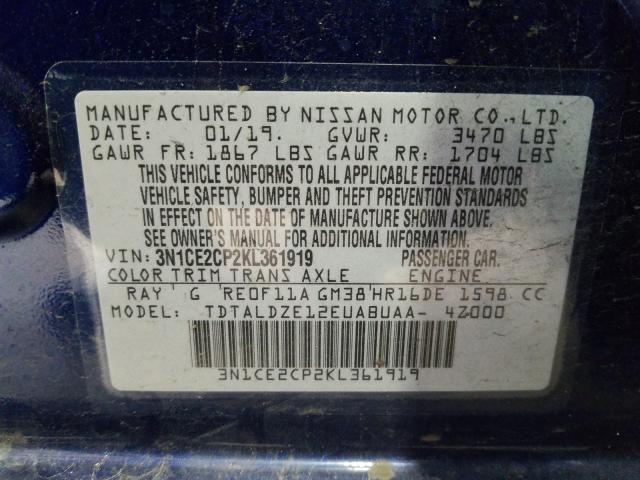 MANUFACTURED BY NISSAN MOTOR CO., LTD.
DATE: 01/19. GVWR: 3470 LBS
GAWR FR: 1867 LBS GAWR RR: 1704 LBS
THIS VEHICLE CONFORMS TO ALL APPLICABLE FEDERAL MOTOR
VEHICLE SAFETY, BUMPER AND THEFT PREVENTION STANDARDS
IN EFFECT ON THE DATE OF MANUFACTURE SHOWN ABOVE.
SEE OWNER'S MANUAL FOR ADDITIONAL INFORMATION.
VIN: 3N1CE2CP2KL361919 PASSENGER CAR.
COLOR TRIM TRANS AXLE ENGINE
RAY G RE0F11A GM38 HR16DE 1598 CC
MODEL: TDTALDZE12EUABUAA- 4Z000
3N1CE2CP2KL361919